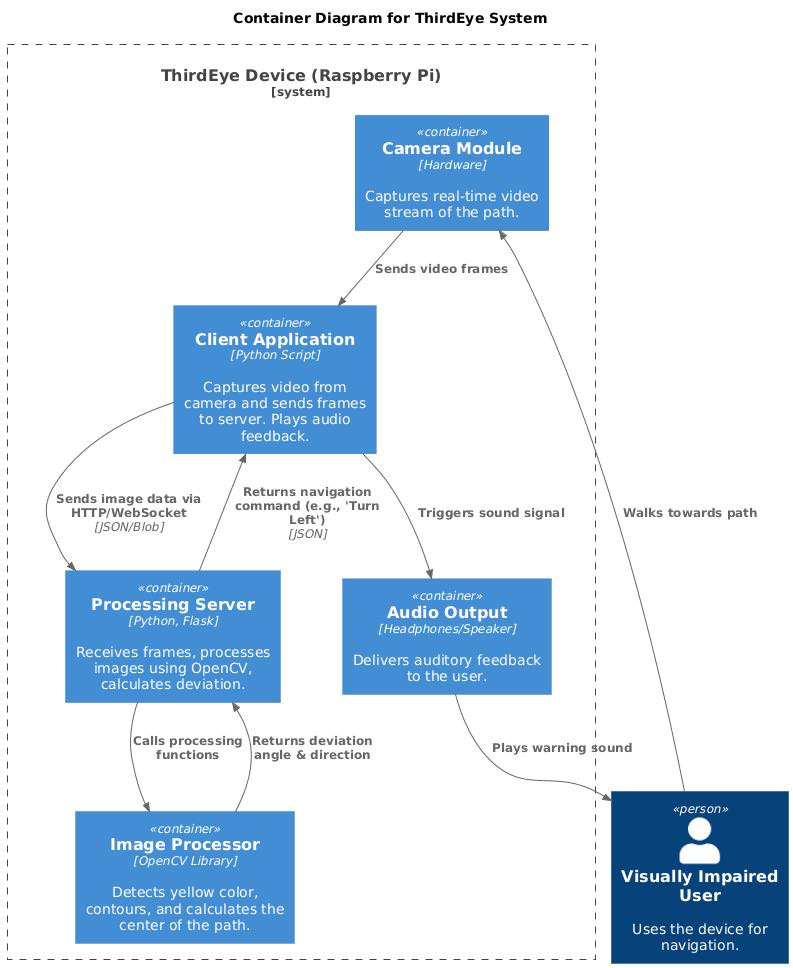 Container Diagram for ThirdEye System
ThirdEye Device (Raspberry Pi)
[system]
«container»
Camera Module
[Hardware]
Captures real-time video
stream of the path.
Sends video frames
«container»
Client Application
[Python Script]
Captures video from
camera and sends frames
to server. Plays audio
feedback.
Sends image data via
HTTP/WebSocket
[JSON/Blob]
Returns navigation
command (e.g., 'Turn
Left')
[JSON]
Triggers sound signal
Walks towards path
«container»
Processing Server
[Python, Flask]
Receives frames, processes
images using OpenCV,
calculates deviation.
«container»
Audio Output
[Headphones/Speaker]
Delivers auditory feedback
to the user.
Calls processing
functions
Returns deviation
angle & direction
Plays warning sound
«container»
Image Processor
[OpenCV Library]
Detects yellow color,
contours, and calculates the
center of the path.
«person»
Visually Impaired
User
Uses the device for
navigation.